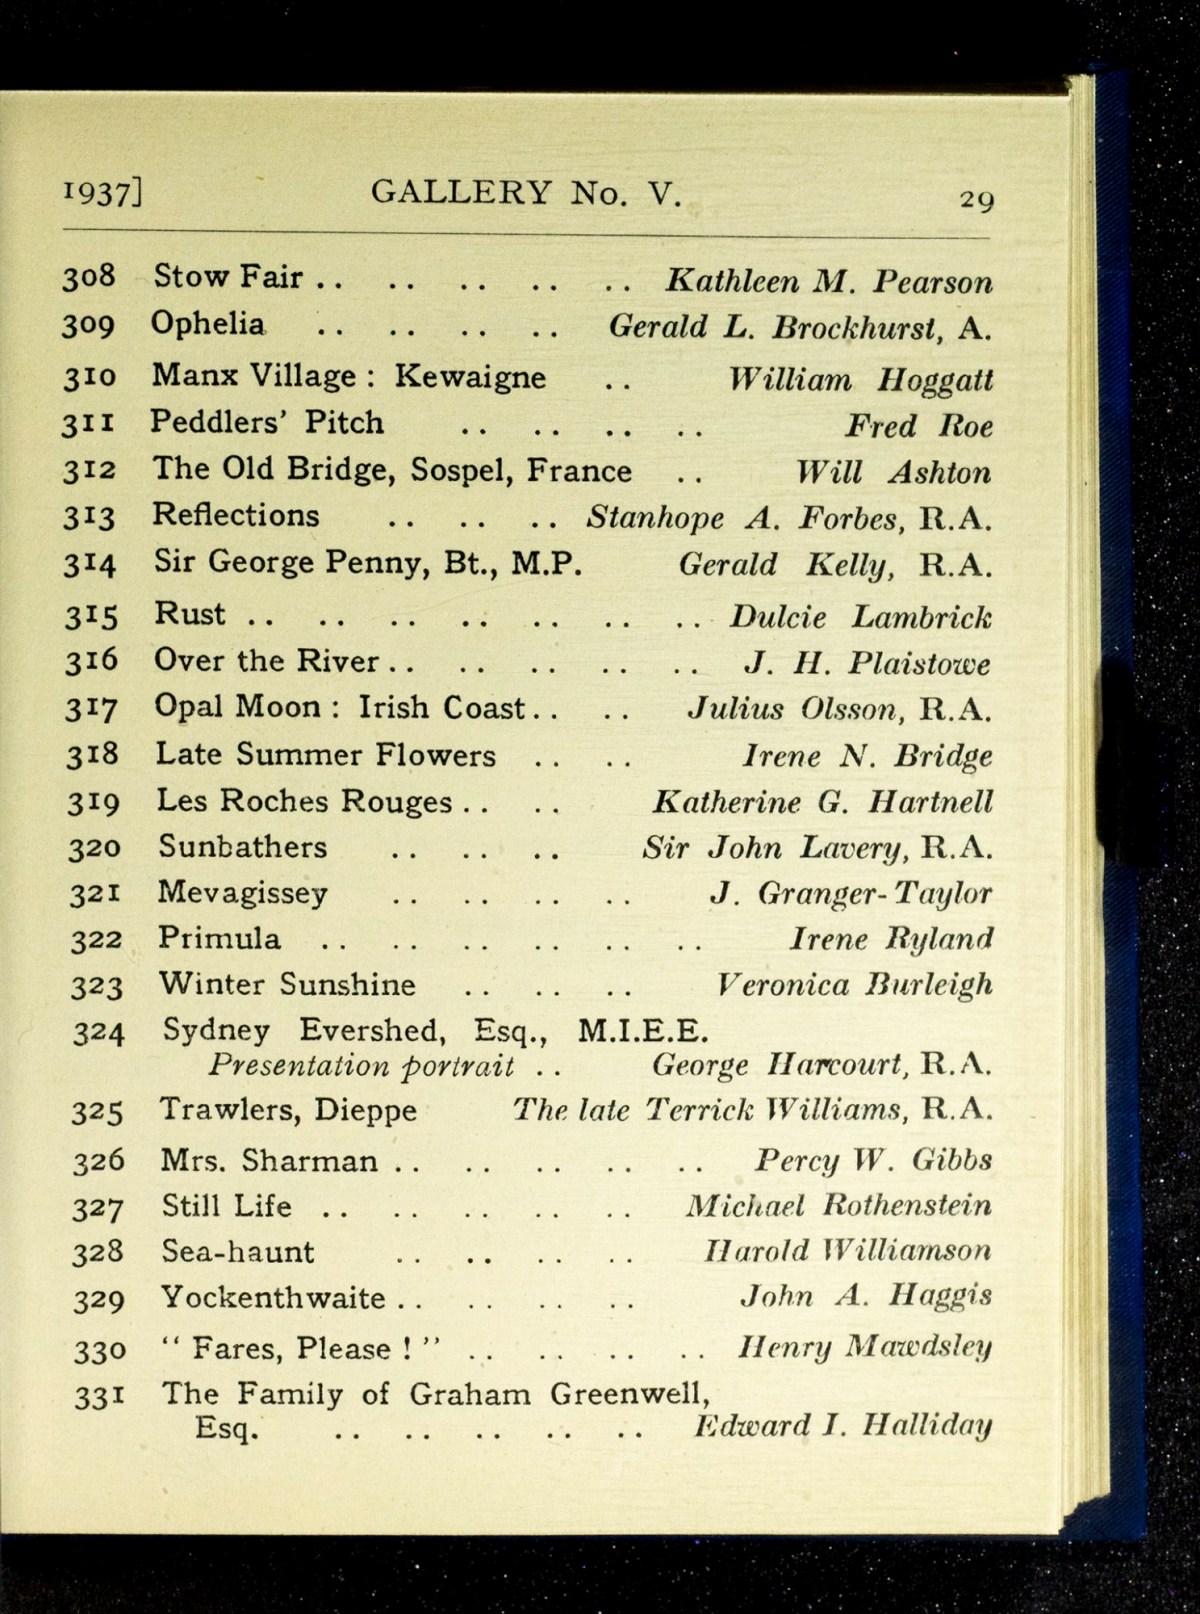 1937] GALLERY No. V. 29
308 Stow Fair .. .. .. .. .. Kathleen M. Pearson
309 Ophelia .. .. .. .. Gerald L. Brockhurst, A.
310 Manx Village : Kewaigne .. William Hoggatt
311 Peddlers' Pitch .. .. .. .. Fred Roe
312 The Old Bridge, Sospel, France .. Will Ashton
313 Reflections .. .. .. Stanhope A. Forbes, R.A.
314 Sir George Penny, Bt., M.P. Gerald Kelly, R.A.
315 Rust .. .. .. .. .. .. .. Dulcie Lambrick
316 Over the River .. .. .. .. .. J. H. Plaistowe
317 Opal Moon : Irish Coast .. .. Julius Olsson, R.A.
318 Late Summer Flowers .. .. Irene N. Bridge
319 Les Roches Rouges .. .. Katherine G. Hartnell
320 Sunbathers .. .. .. Sir John Lavery, R.A.
321 Mevagissey .. .. .. .. J. Granger-Taylor
322 Primula .. .. .. .. .. .. Irene Ryland
323 Winter Sunshine .. .. .. Veronica Burleigh
324 Sydney Evershed, Esq., M.I.E.E.
Presentation portrait .. George Harcourt, R.A.
325 Trawlers, Dieppe The late Terrick Williams, R.A.
326 Mrs. Sharman .. .. .. .. .. Percy W. Gibbs
327 Still Life .. .. .. .. .. Michael Rothenstein
328 Sea-haunt .. .. .. .. Harold Williamson
329 Yockenthwaite .. .. .. .. John A. Haggis
330 " Fares, Please ! " .. .. .. .. Henry Mawdsley
331 The Family of Graham Greenwell,
Esq. .. .. .. .. .. Edward I. Halliday